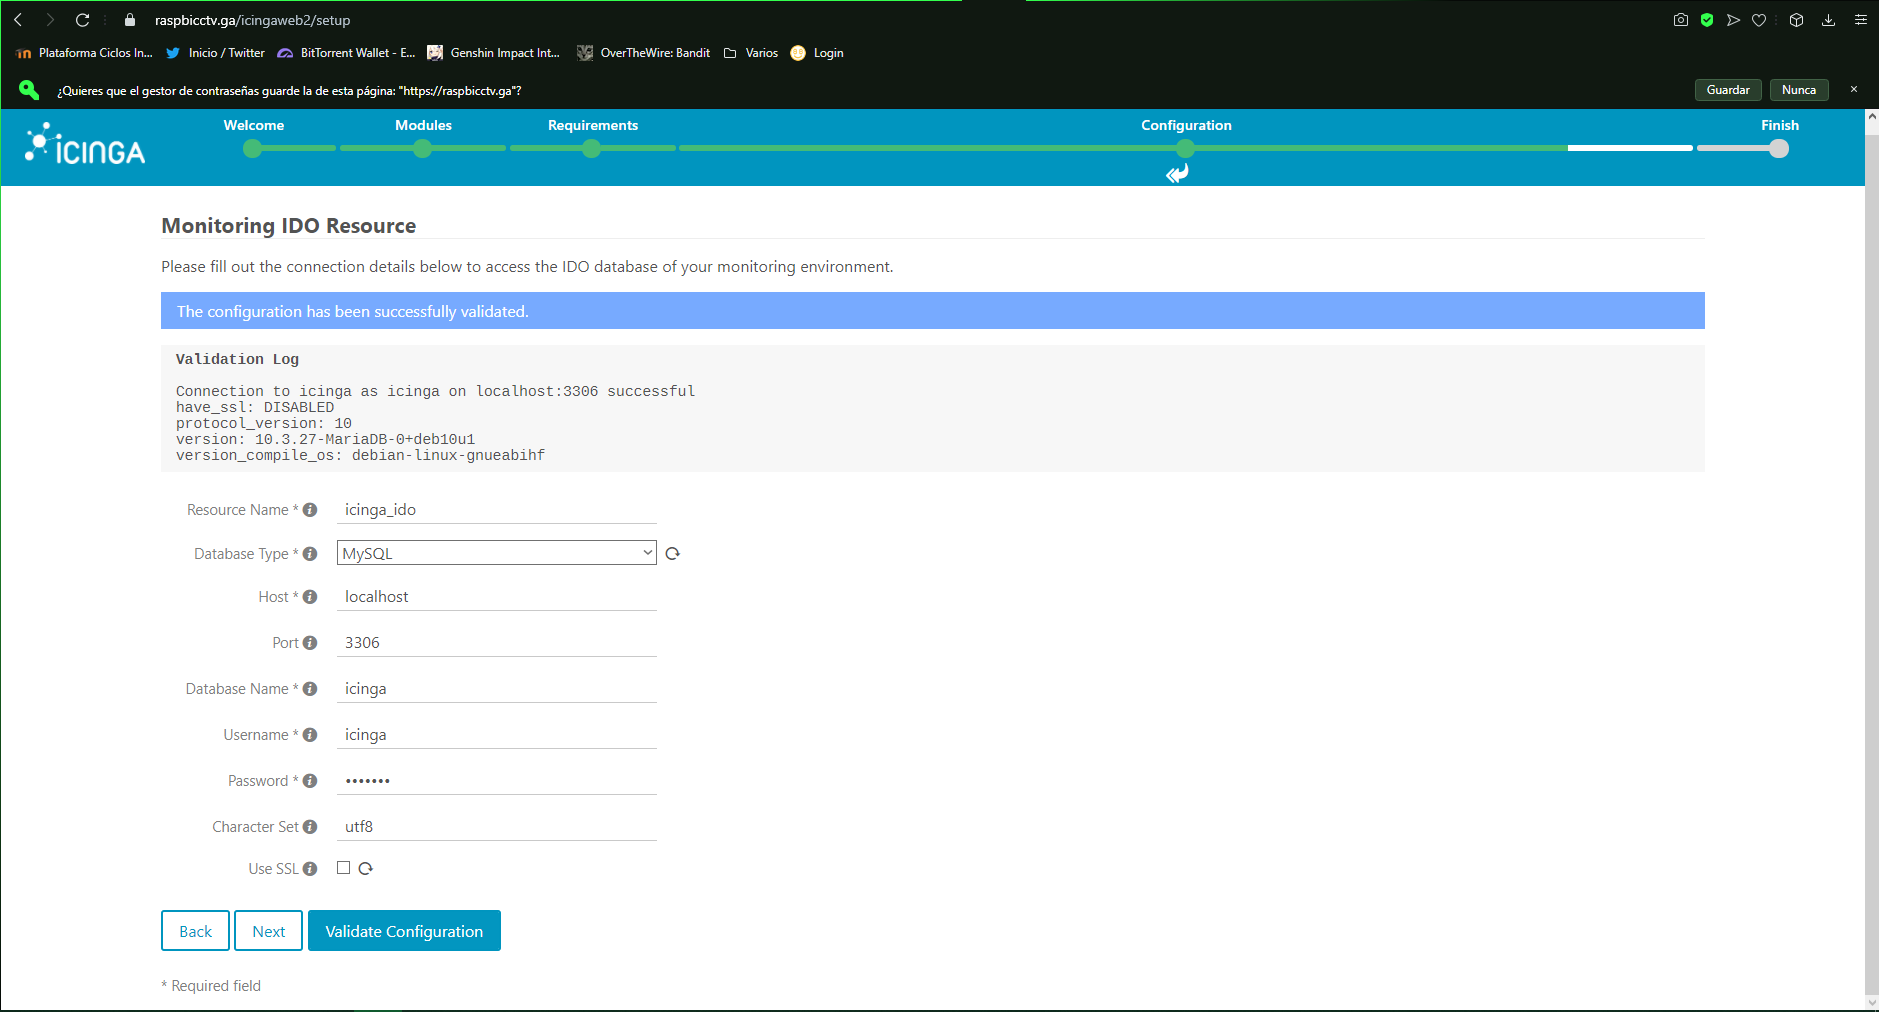 raspbicctv.ga/icingaweb2/setup
Plataforma Ciclos In... Inicio / Twitter BitTorrent Wallet - E... Genshin Impact Int... OverTheWire: Bandit Varios Login
¿Quieres que el gestor de contraseñas guarde la de esta página: "https://raspbicctv.ga"? Guardar Nunca
ICINGA Welcome Modules Requirements Configuration Finish
Monitoring IDO Resource
Please fill out the connection details below to access the IDO database of your monitoring environment.
The configuration has been successfully validated.
Validation Log
Connection to icinga as icinga on localhost:3306 successful
have_ssl: DISABLED
protocol_version: 10
version: 10.3.27-MariaDB-0+deb10u1
version_compile_os: debian-linux-gnueabihf
Resource Name * icinga_ido
Database Type * MySQL
Host * localhost
Port 3306
Database Name * icinga
Username * icinga
Password * •••••••
Character Set utf8
Use SSL
Back Next Validate Configuration
* Required field